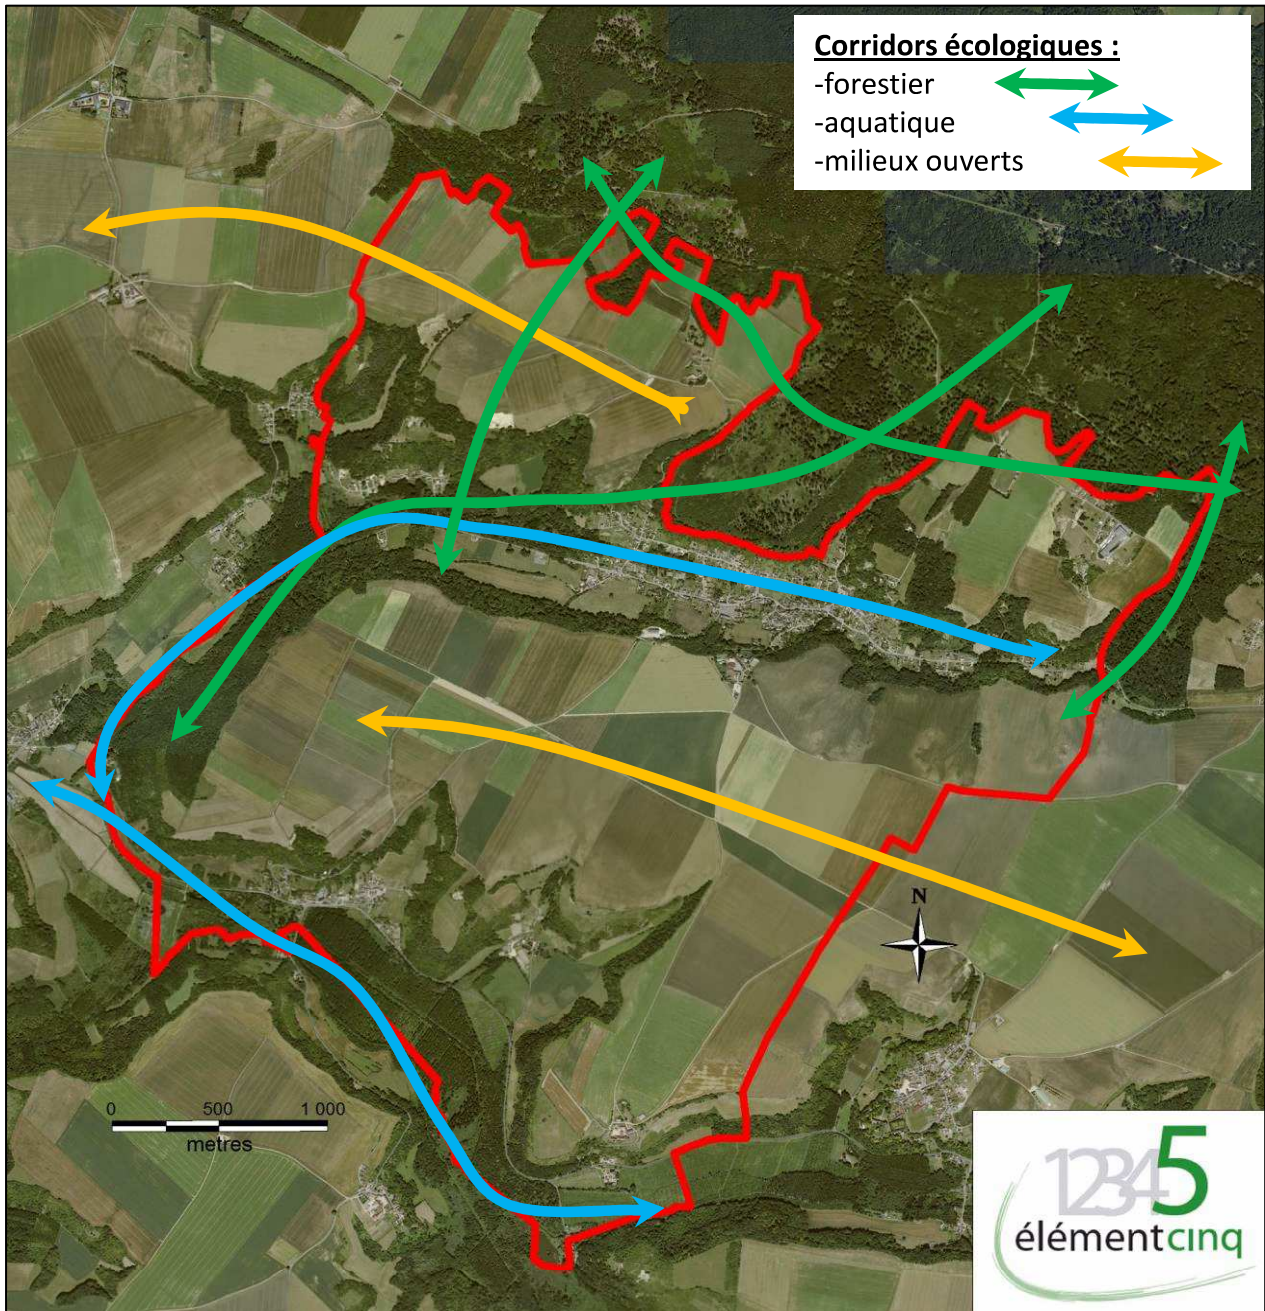 Corridors écologiques :
-forestier
-aquatique
-milieux ouverts
N
0 500 1 000
metres
12345
élémentcinq